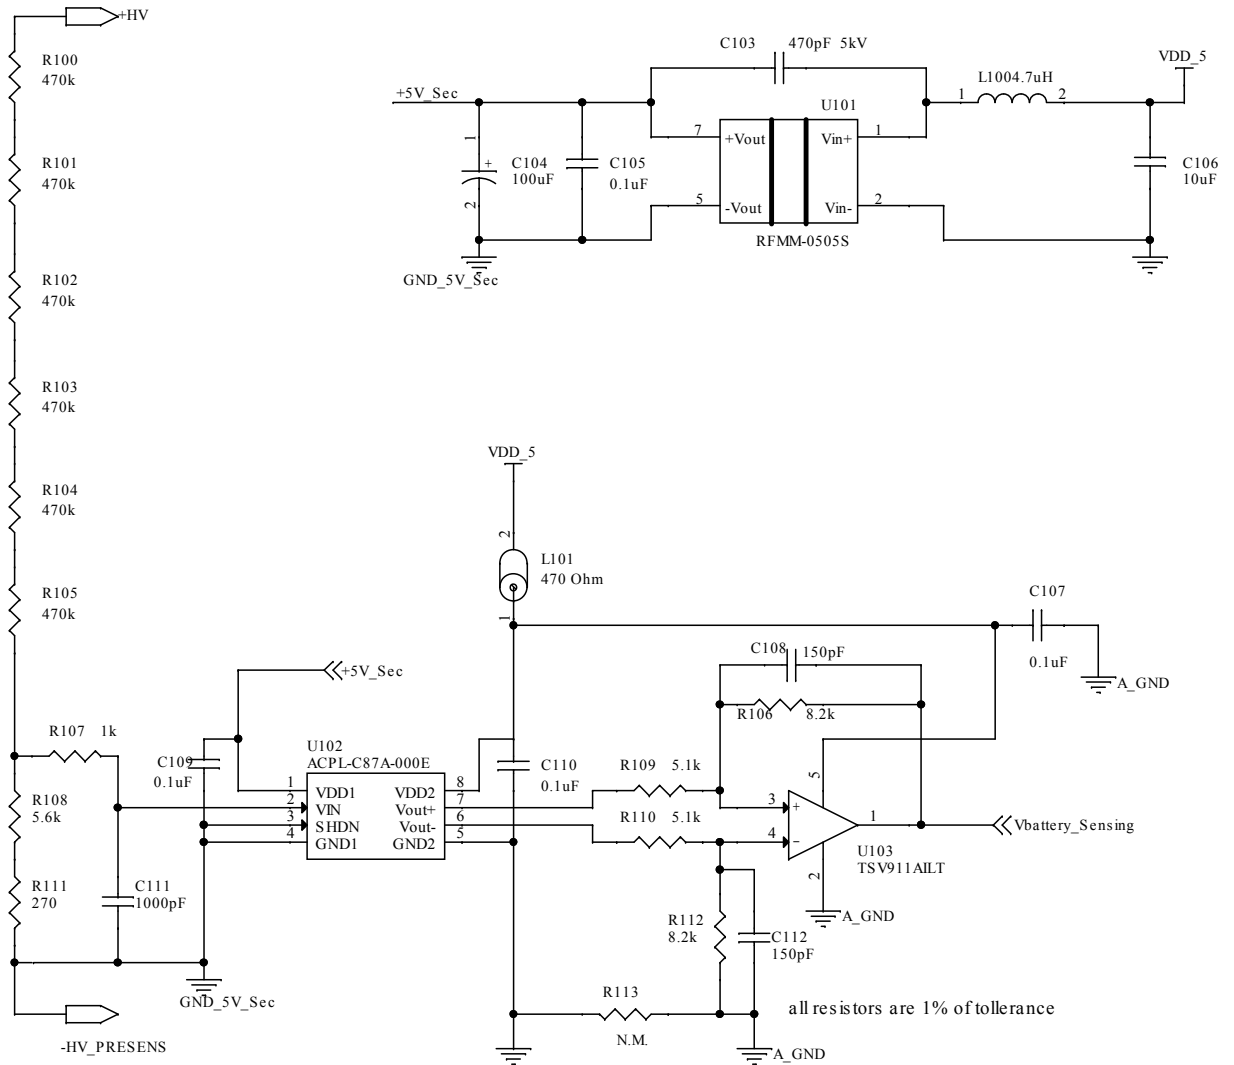 +HV
R100
470k
R101
470k
R102
470k
R103
470k
R104
470k
R105
470k
C103 470pF 5kV
VDD_5
L1004.7uH
1 2
+5V_Sec
U101
7 +Vout Vin+ 1
5 -Vout Vin- 2
RFMM-0505S
1
+
2
C104
100uF
C105
0.1uF
C106
10uF
GND_5V_Sec
VDD_5
2
L101
470 Ohm
1
C107
0.1uF
A_GND
C108 150pF
R106 8.2k
+5V_Sec
R107 1k
C109
0.1uF
U102
ACPL-C87A-000E
1 VDD1 VDD2 8
2 VIN Vout+ 7
3 SHDN Vout- 6
4 GND1 GND2 5
C110
0.1uF
R109 5.1k
R110 5.1k
3 +
4 -
5
1
2
U103
TSV911AILT
Vbattery_Sensing
A_GND
R108
5.6k
R111
270
C111
1000pF
GND_5V_Sec
-HV_PRESENS
R112
8.2k
C112
150pF
R113
N.M.
A_GND
all resistors are 1% of tollerance